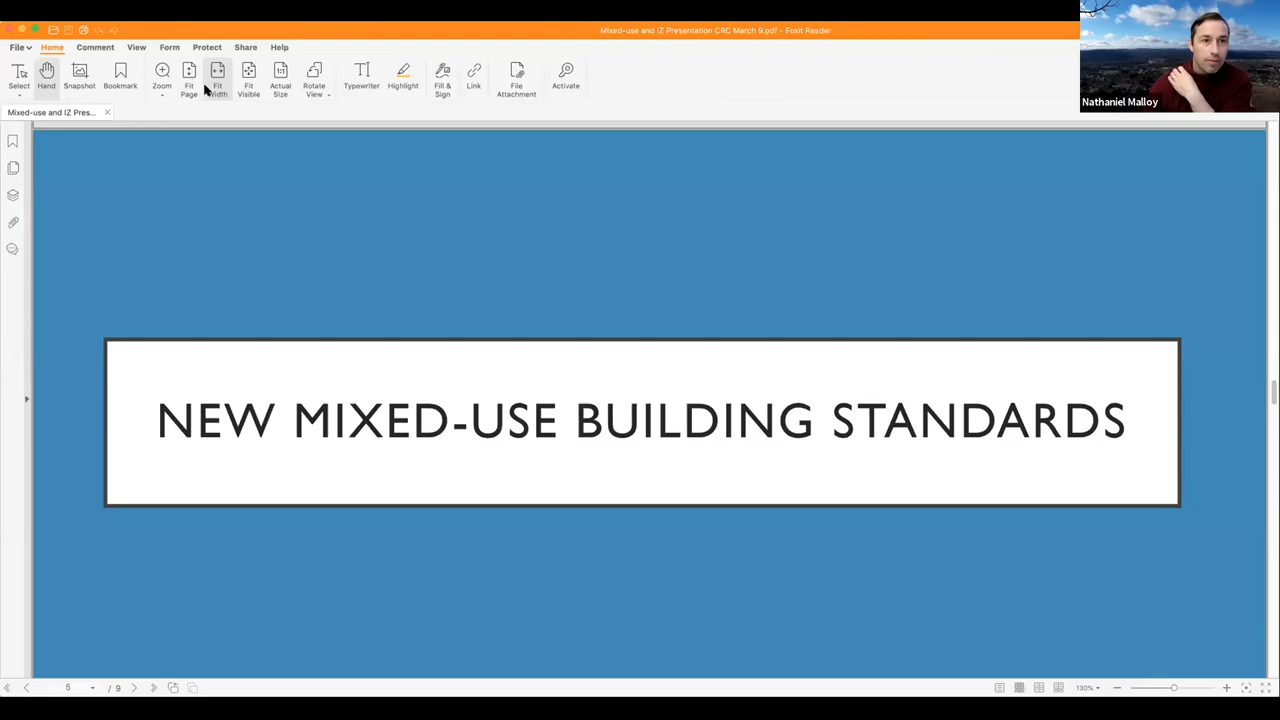 Mixed-use and IZ Presentation CRC March 9.pdf - Foxit Reader
File Home Comment View Form Protect Share Help
Select Hand Snapshot Bookmark Zoom Fit Page Fit Width Fit Visible Actual Size Rotate View Typewriter Highlight Fill & Sign Link File Attachment Activate
Mixed-use and IZ Pres...
Nathaniel Malloy
NEW MIXED-USE BUILDING STANDARDS
5 / 9 130%